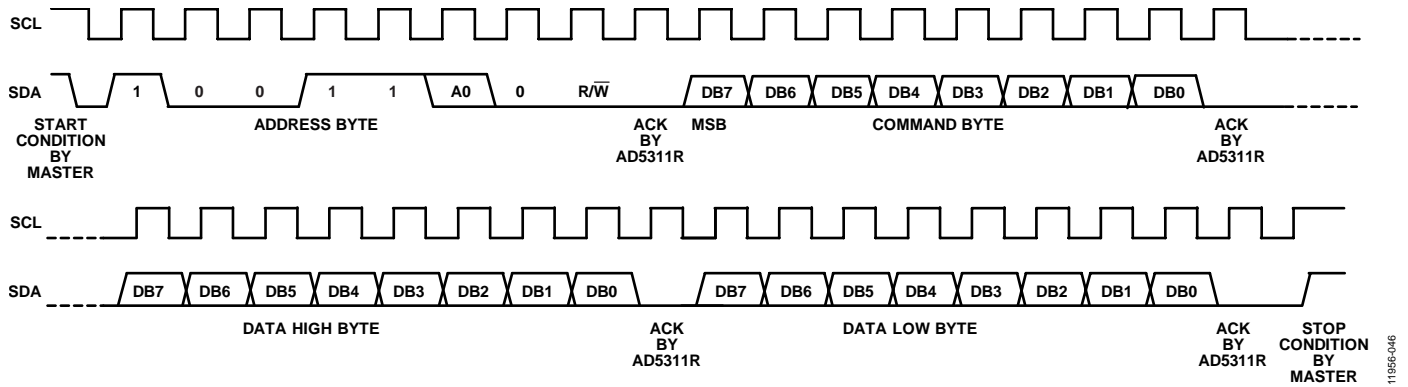 SCL
SDA 1 0 0 1 1 A0 0 R/W̅ DB7 DB6 DB5 DB4 DB3 DB2 DB1 DB0
START CONDITION BY MASTER
ADDRESS BYTE
ACK BY AD5311R
MSB
COMMAND BYTE
ACK BY AD5311R
SCL
SDA DB7 DB6 DB5 DB4 DB3 DB2 DB1 DB0 DB7 DB6 DB5 DB4 DB3 DB2 DB1 DB0
DATA HIGH BYTE
ACK BY AD5311R
DATA LOW BYTE
ACK BY AD5311R
STOP CONDITION BY MASTER
11956-046